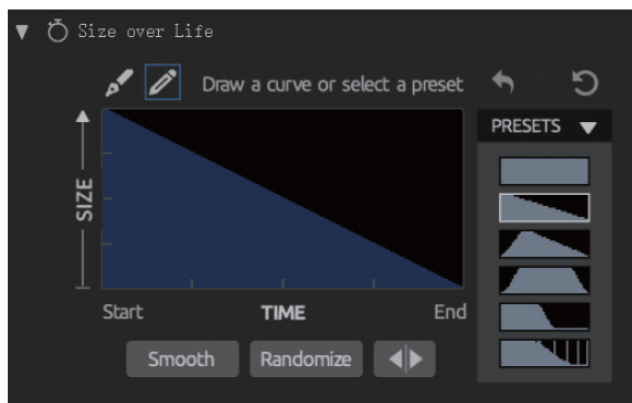 Size over Life
Draw a curve or select a preset
PRESETS
SIZE
Start TIME End
Smooth Randomize